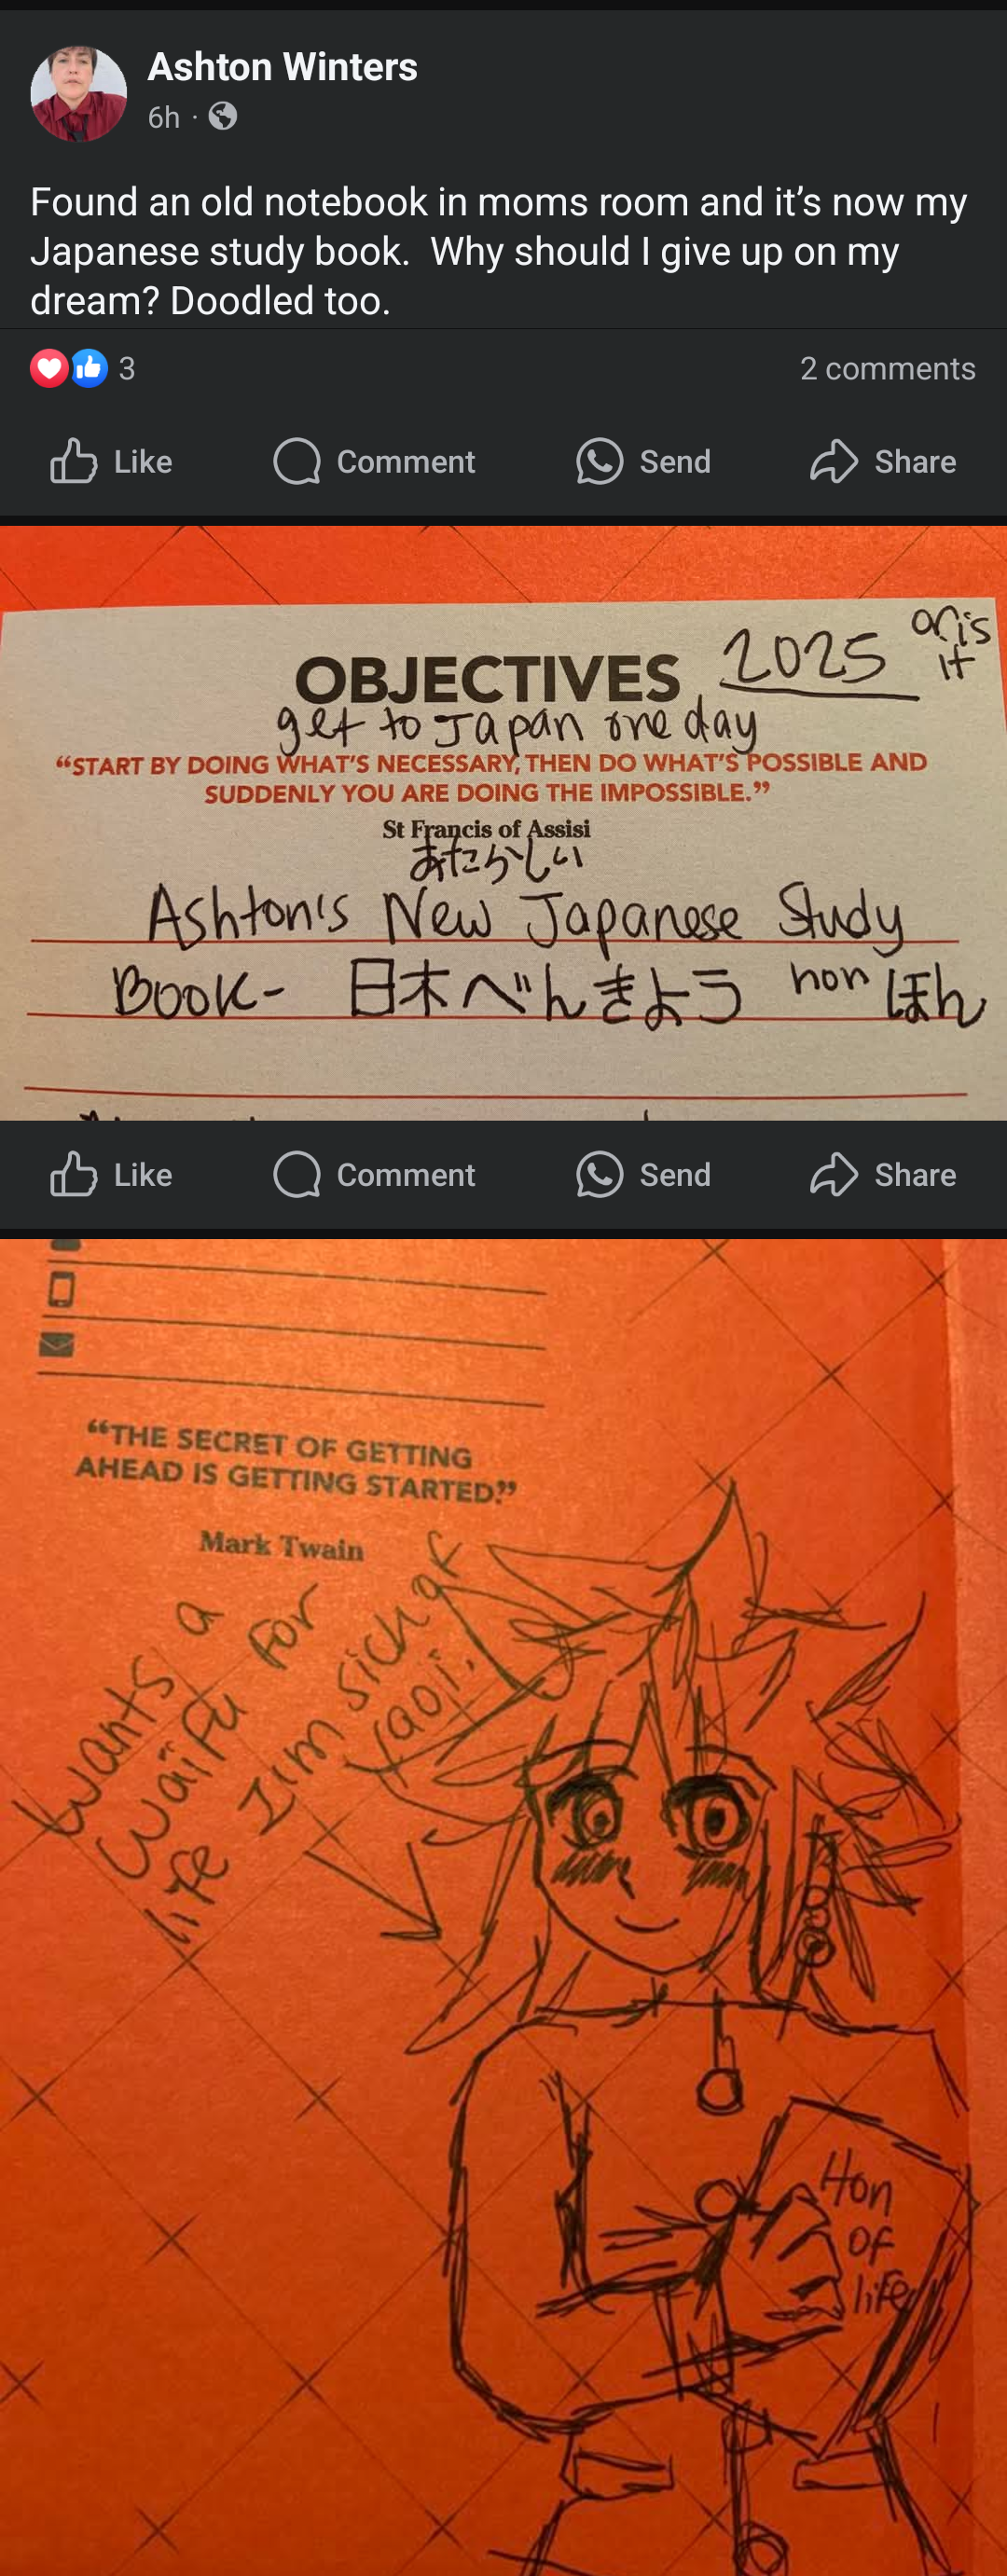 Ashton Winters
6h ·
Found an old notebook in moms room and it’s now my
Japanese study book.  Why should I give up on my
dream? Doodled too.
3
2 comments
Like Comment Send Share
OBJECTIVES 2025 or is
it
get to Japan one day
“START BY DOING WHAT’S NECESSARY, THEN DO WHAT’S POSSIBLE AND
SUDDENLY YOU ARE DOING THE IMPOSSIBLE.”
St Francis of Assisi
あたらしい
Ashton's New Japanese Study
Book- 日木べんきよう hon ほん
Like Comment Send Share
“THE SECRET OF GETTING
AHEAD IS GETTING STARTED.”
Mark Twain
Wants a
waifu for
life I'm sick of
yaoi.
Hon
OF
life